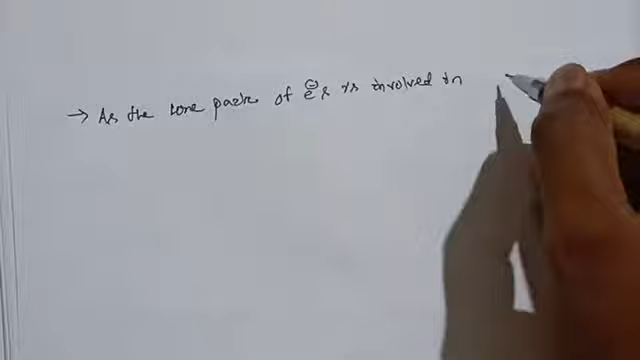 → As the lone pair of e⊖s is involved in